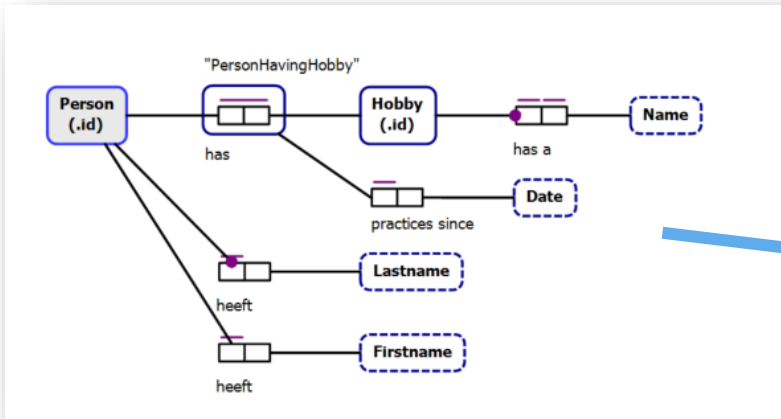 "PersonHavingHobby"
Person
(.id)
Hobby
(.id)
Name
has
has a
Date
practices since
Lastname
heeft
Firstname
heeft